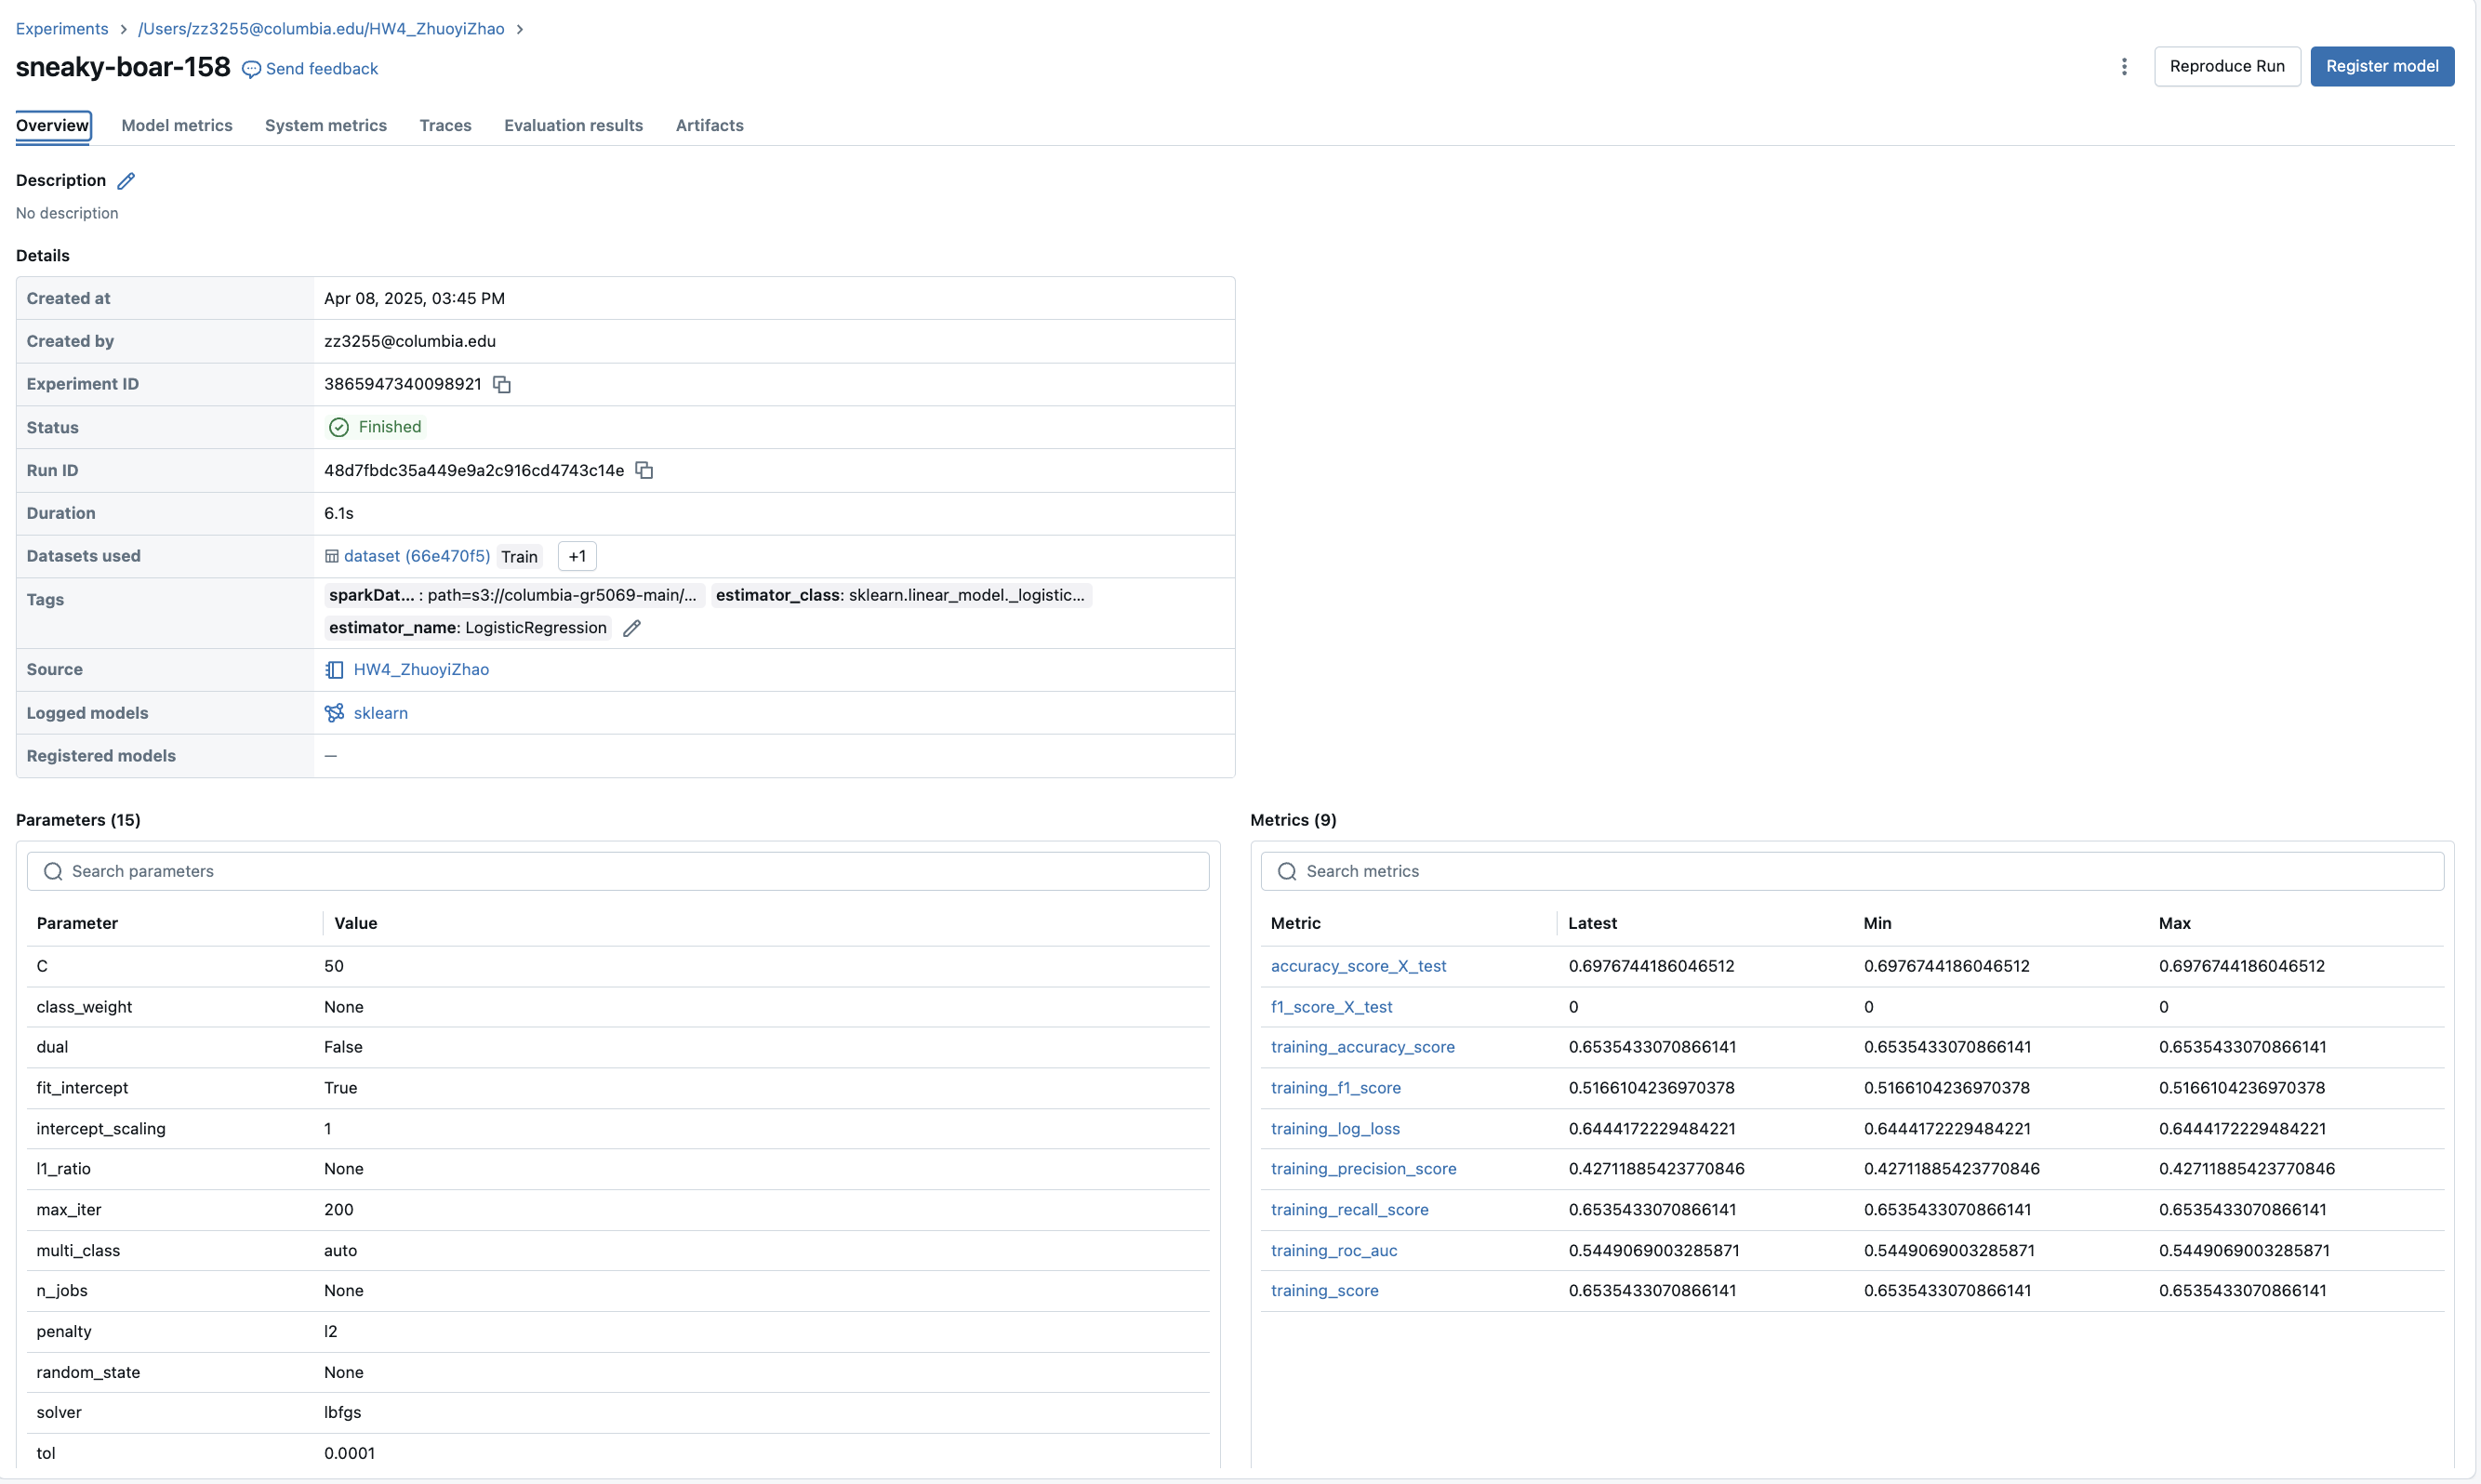 Experiments > /Users/zz3255@columbia.edu/HW4_ZhuoyiZhao >
sneaky-boar-158 Send feedback
Reproduce Run Register model
Overview Model metrics System metrics Traces Evaluation results Artifacts
Description
No description
Details
Created at Apr 08, 2025, 03:45 PM
Created by zz3255@columbia.edu
Experiment ID 3865947340098921
Status Finished
Run ID 48d7fbdc35a449e9a2c916cd4743c14e
Duration 6.1s
Datasets used dataset (66e470f5) Train +1
Tags sparkDat... : path=s3://columbia-gr5069-main/... estimator_class: sklearn.linear_model._logistic...
estimator_name: LogisticRegression
Source HW4_ZhuoyiZhao
Logged models sklearn
Registered models —
Parameters (15)
Search parameters
Parameter Value
C 50
class_weight None
dual False
fit_intercept True
intercept_scaling 1
l1_ratio None
max_iter 200
multi_class auto
n_jobs None
penalty l2
random_state None
solver lbfgs
tol 0.0001
Metrics (9)
Search metrics
Metric Latest Min Max
accuracy_score_X_test 0.6976744186046512 0.6976744186046512 0.6976744186046512
f1_score_X_test 0 0 0
training_accuracy_score 0.6535433070866141 0.6535433070866141 0.6535433070866141
training_f1_score 0.5166104236970378 0.5166104236970378 0.5166104236970378
training_log_loss 0.6444172229484221 0.6444172229484221 0.6444172229484221
training_precision_score 0.42711885423770846 0.42711885423770846 0.42711885423770846
training_recall_score 0.6535433070866141 0.6535433070866141 0.6535433070866141
training_roc_auc 0.5449069003285871 0.5449069003285871 0.5449069003285871
training_score 0.6535433070866141 0.6535433070866141 0.6535433070866141